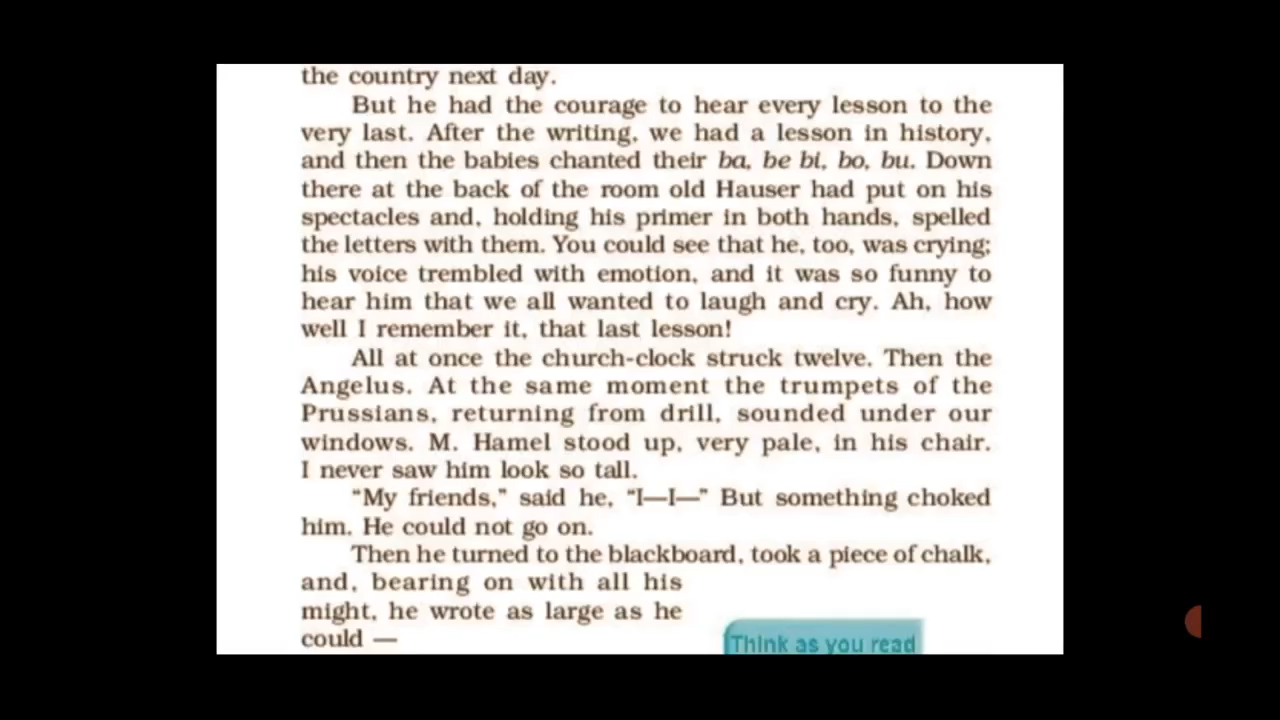 the country next day.
But he had the courage to hear every lesson to the
very last. After the writing, we had a lesson in history,
and then the babies chanted their ba, be bi, bo, bu. Down
there at the back of the room old Hauser had put on his
spectacles and, holding his primer in both hands, spelled
the letters with them. You could see that he, too, was crying;
his voice trembled with emotion, and it was so funny to
hear him that we all wanted to laugh and cry. Ah, how
well I remember it, that last lesson!
All at once the church-clock struck twelve. Then the
Angelus. At the same moment the trumpets of the
Prussians, returning from drill, sounded under our
windows. M. Hamel stood up, very pale, in his chair.
I never saw him look so tall.
“My friends,” said he, “I—I—” But something choked
him. He could not go on.
Then he turned to the blackboard, took a piece of chalk,
and, bearing on with all his
might, he wrote as large as he
could —
Think as you read